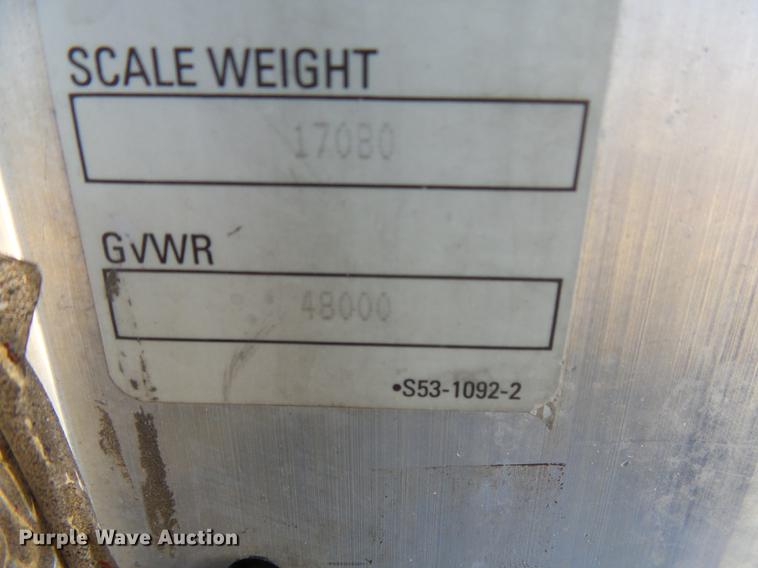 SCALE WEIGHT
17080
GVWR
48000
•S53-1092-2
Purple Wave Auction